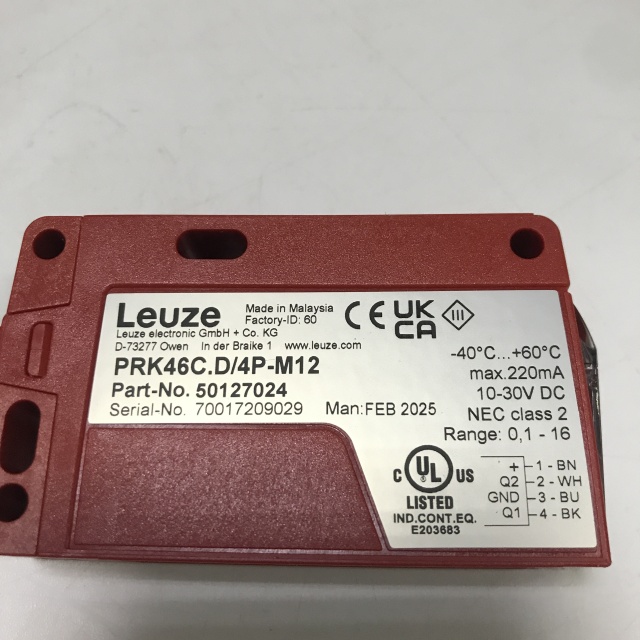 Leuze
Made in Malaysia
Factory-ID: 60
Leuze electronic GmbH + Co. KG
D-73277 Owen In der Braike 1 www.leuze.com
CE UK CA III
PRK46C.D/4P-M12
Part-No. 50127024
Serial-No. 70017209029 Man:FEB 2025
-40°C...+60°C
max.220mA
10-30V DC
NEC class 2
Range: 0,1 - 16
C UL US
LISTED
IND.CONT.EQ.
E203683
+ 1 - BN
Q2 2 - WH
GND 3 - BU
Q1 4 - BK